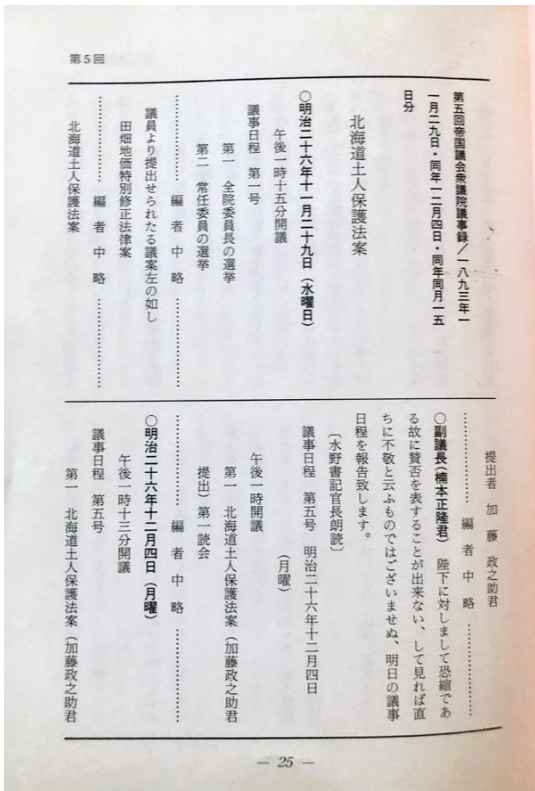 第5回
第五回帝国議会衆議院議事録／一八九三年一
一月二九日・同年一二月四日・同年同月一五
日分
北海道土人保護法案
○明治二十六年十一月二十九日（水曜日）
午後一時十五分開議
議事日程　第一号
第一　全院委員長の選挙
第二　常任委員の選挙
………………編者中略………………
議員より提出せられたる議案左の如し
田畑地価特別修正法律案
………………編者中略………………
北海道土人保護法案
提出者　加藤　政之助君
………………編者中略………………
○副議長（楠本正隆君）　陛下に対しまして恐縮であ
る故に賛否を表することが出来ない、して見れば直
ちに不敬と云ふものではございませぬ、明日の議事
日程を報告致します。
〔水野書記官長朗読〕
議事日程　第五号　明治二十六年十二月四日
（月曜）
午後一時開議
第一　北海道土人保護法案（加藤政之助君
提出）第一読会
………………編者中略………………
○明治二十六年十二月四日（月曜）
午後一時十三分開議
議事日程　第五号
第一　北海道土人保護法案（加藤政之助君
— 25 —